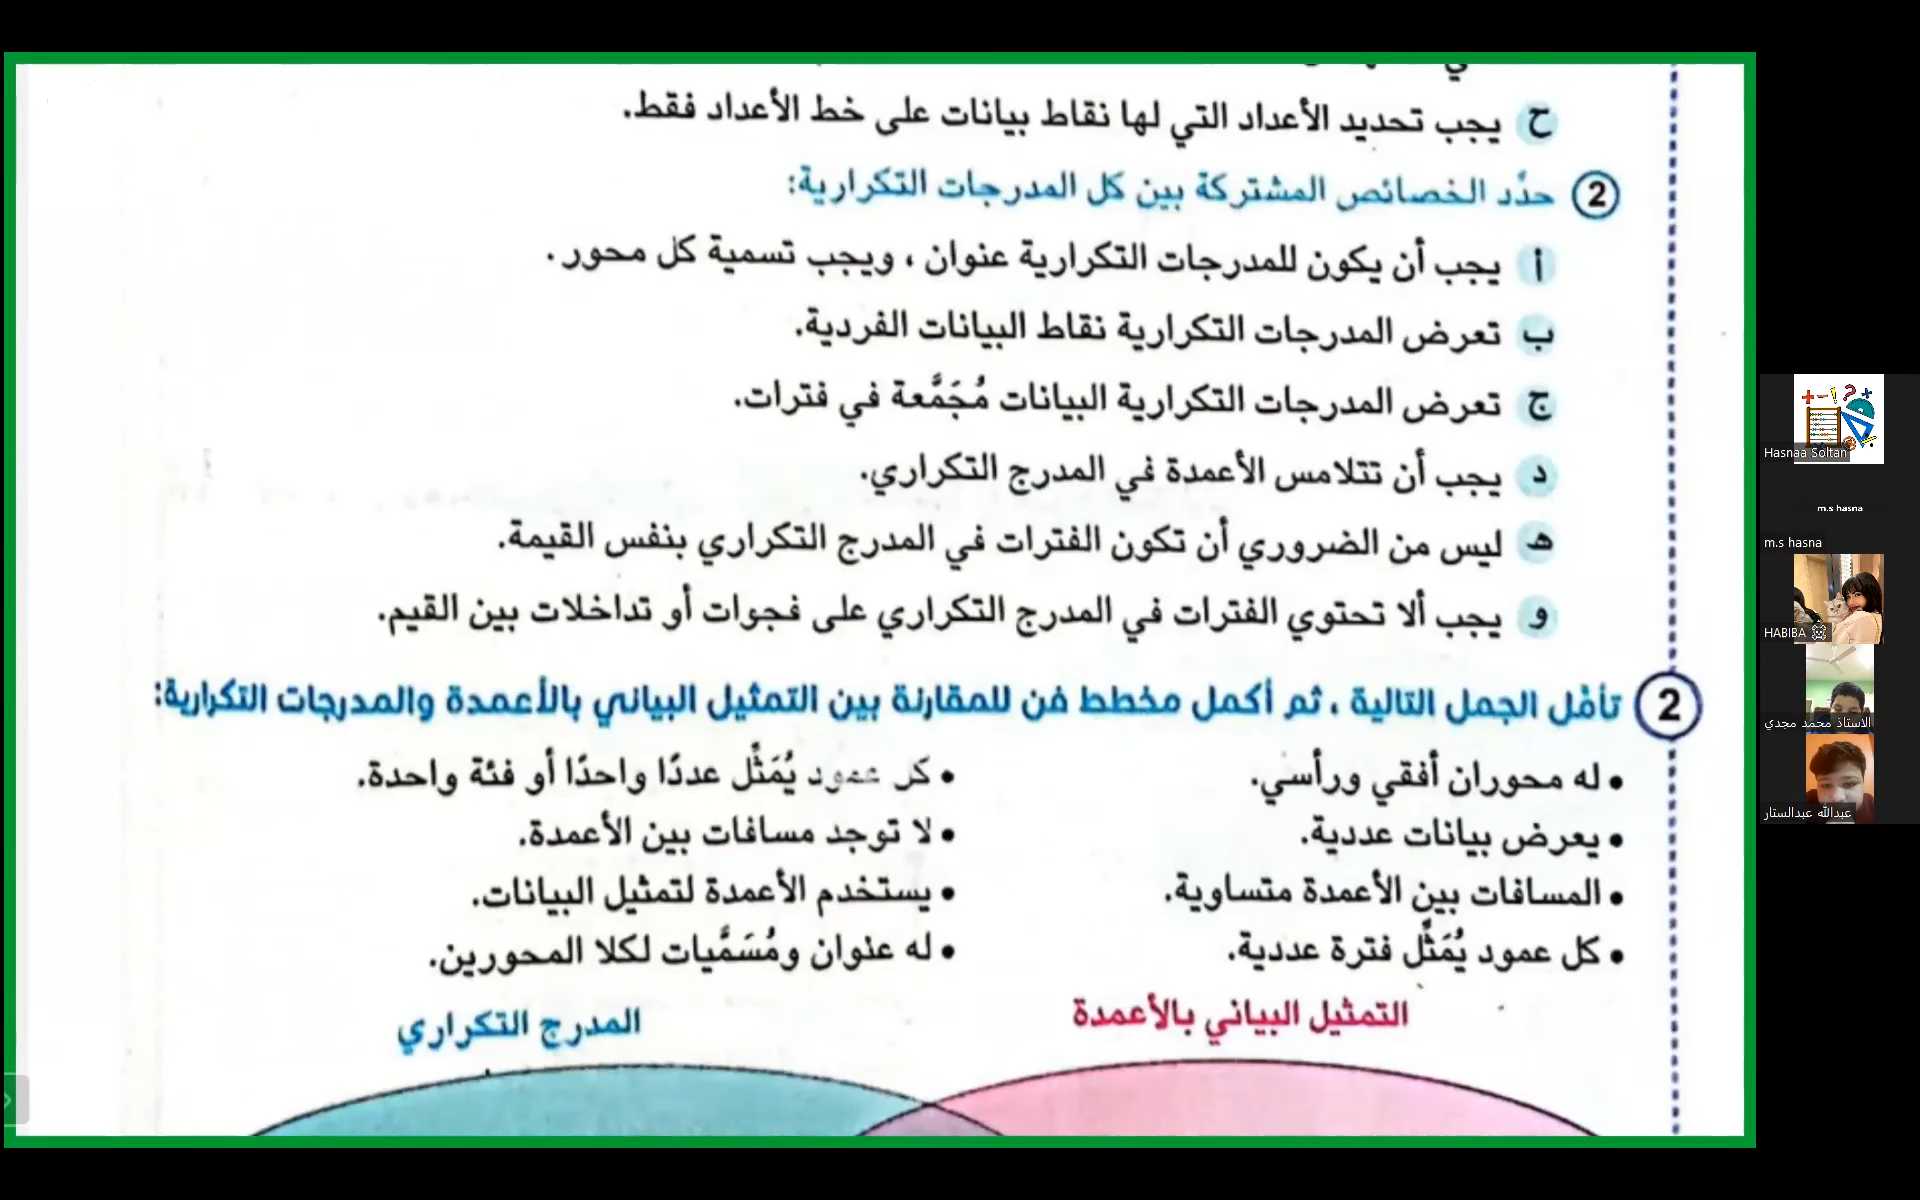 ح يجب تحديد الأعداد التي لها نقاط بيانات على خط الأعداد فقط.
2 حدِّد الخصائص المشتركة بين كل المدرجات التكرارية:
أ يجب أن يكون للمدرجات التكرارية عنوان ، ويجب تسمية كل محور .
ب تعرض المدرجات التكرارية نقاط البيانات الفردية.
ج تعرض المدرجات التكرارية البيانات مُجَمَّعة في فترات.
د يجب أن تتلامس الأعمدة في المدرج التكراري.
هـ ليس من الضروري أن تكون الفترات في المدرج التكراري بنفس القيمة.
و يجب ألا تحتوي الفترات في المدرج التكراري على فجوات أو تداخلات بين القيم.
2 تأمَّل الجمل التالية ، ثم أكمل مخطط فن للمقارنة بين التمثيل البياني بالأعمدة والمدرجات التكرارية:
• له محوران أفقي ورأسي.
• يعرض بيانات عددية.
• المسافات بين الأعمدة متساوية.
• كل عمود يُمَثِّل فترة عددية.
• كل عمود يُمَثِّل عددًا واحدًا أو فئة واحدة.
• لا توجد مسافات بين الأعمدة.
• يستخدم الأعمدة لتمثيل البيانات.
• له عنوان ومُسَمَّيات لكلا المحورين.
التمثيل البياني بالأعمدة
المدرج التكراري
Hasnaa Soltan
m.s hasna
m.s hasna
HABIBA
الاستاذ محمد مجدي
عبدالله عبدالستار